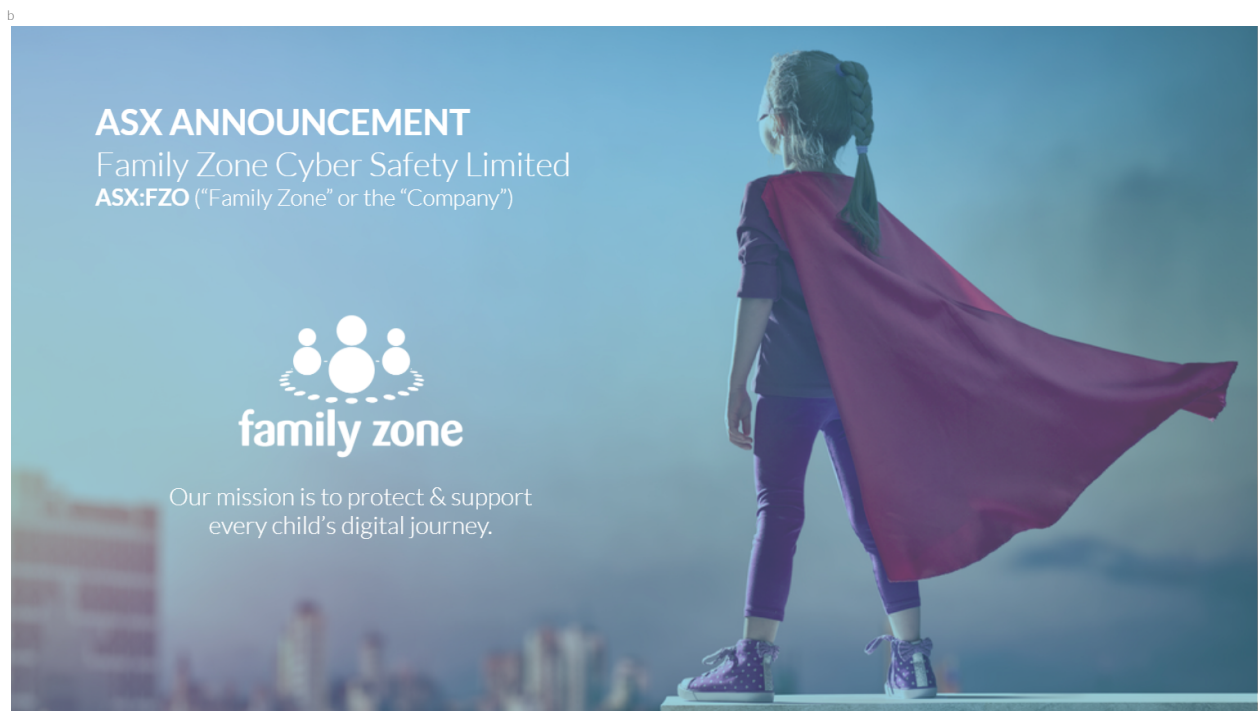 b
ASX ANNOUNCEMENT
Family Zone Cyber Safety Limited
ASX:FZO (“Family Zone” or the “Company”)
family zone
Our mission is to protect & support
every child’s digital journey.